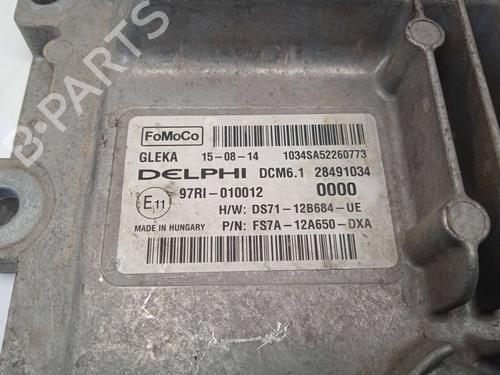 B-PARTS
FoMoCo
GLEKA 15-08-14 1034SA52260773
DELPHI DCM6.1 28491034
E11 97RI-010012 0000
H/W: DS71-12B684-UE
MADE IN HUNGARY P/N: FS7A-12A650-DXA